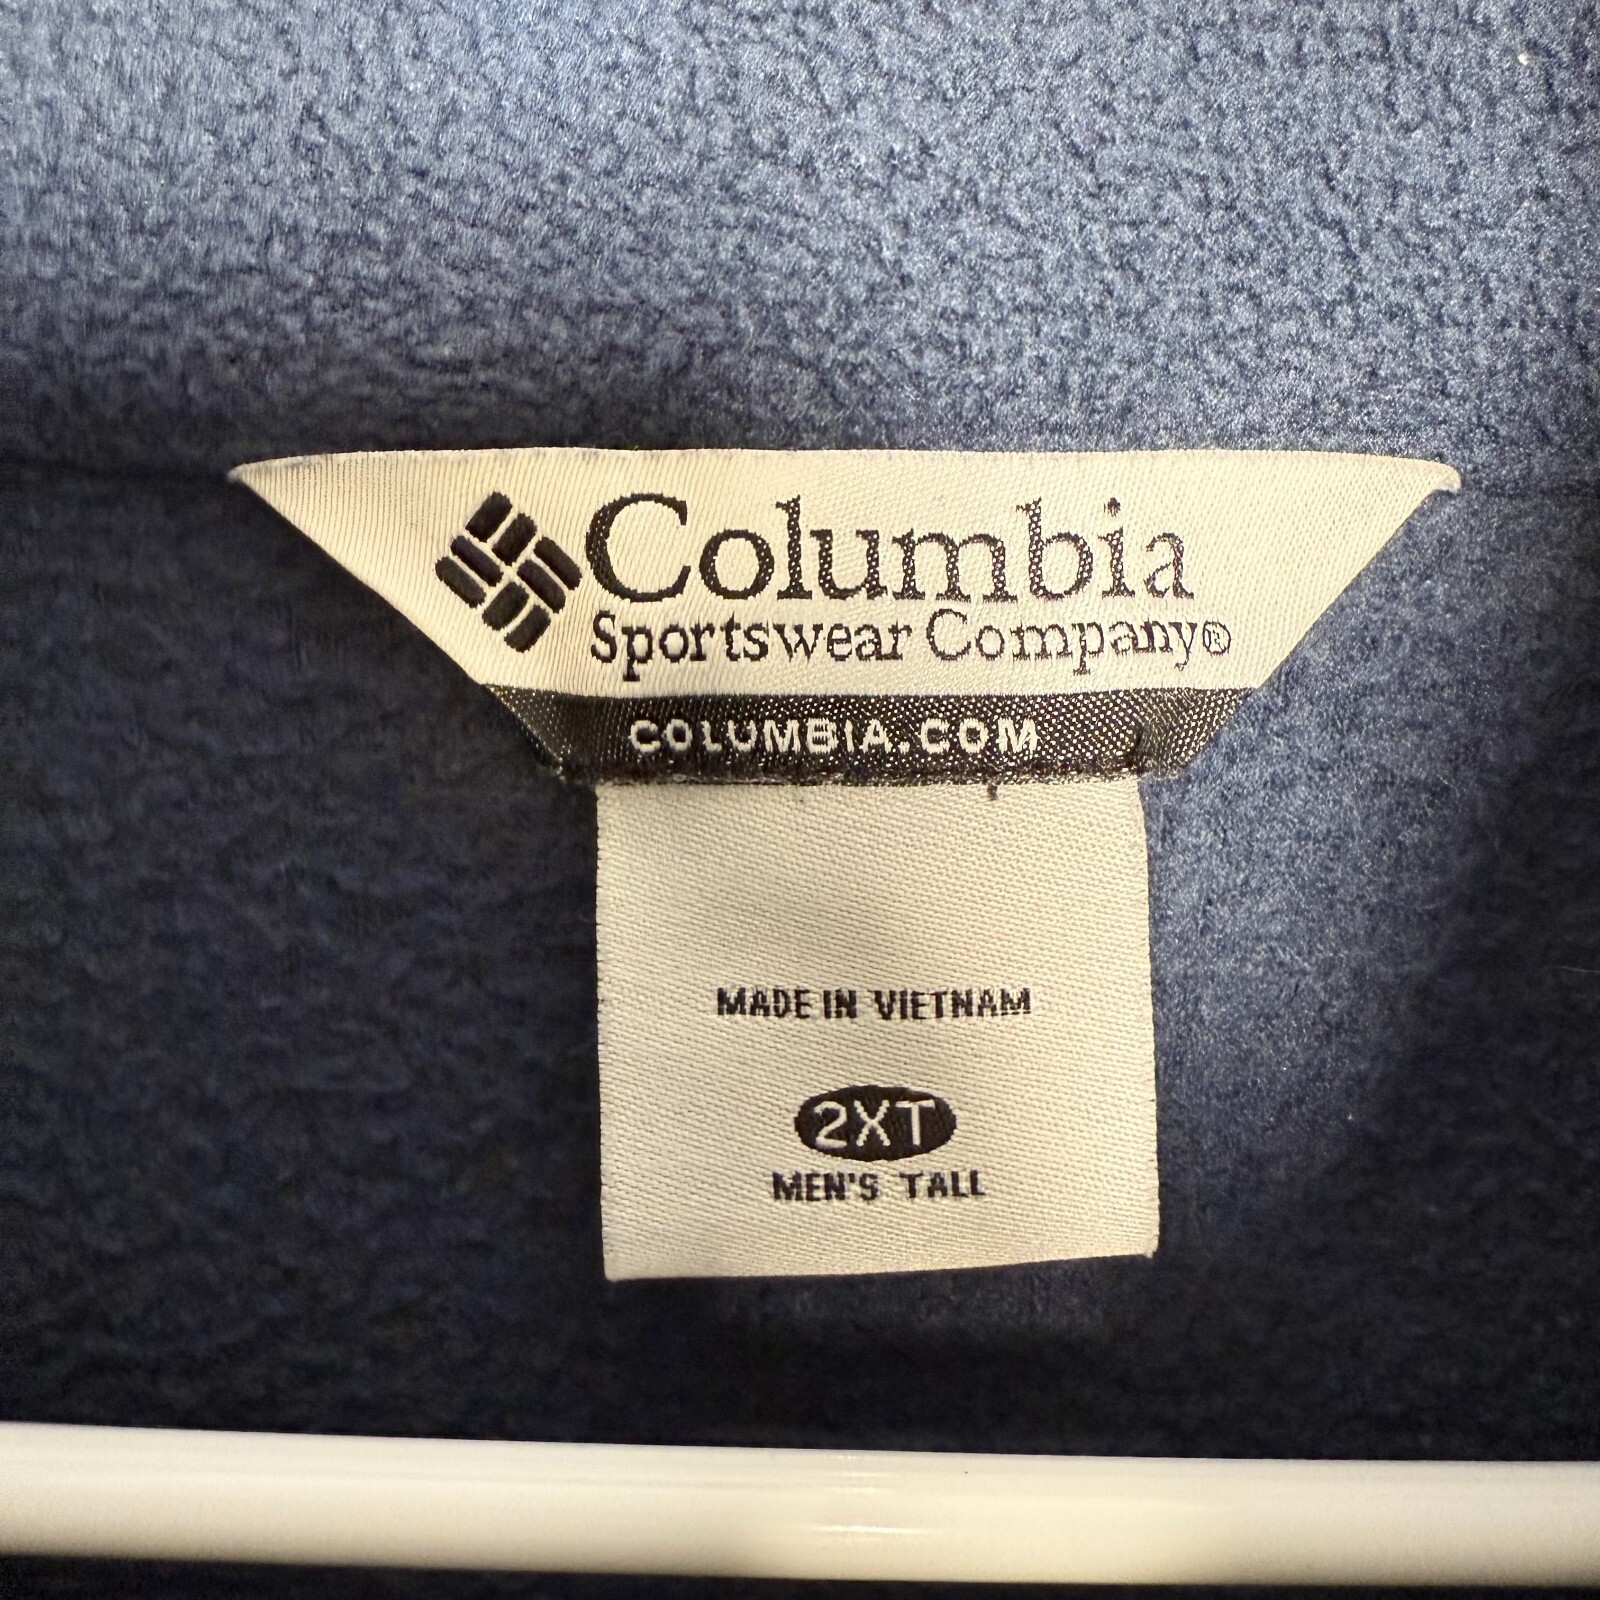 Columbia
Sportswear Company®
COLUMBIA.COM
MADE IN VIETNAM
2XT
MEN'S TALL